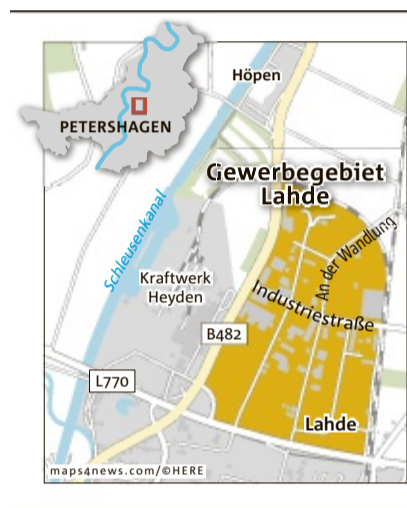 Höpen
PETERSHAGEN
Gewerbegebiet
Lahde
Schleusenkanal
An der Wandlung
Kraftwerk
Heyden
Industriestraße
B482
L770
Lahde
maps4news.com/©HERE